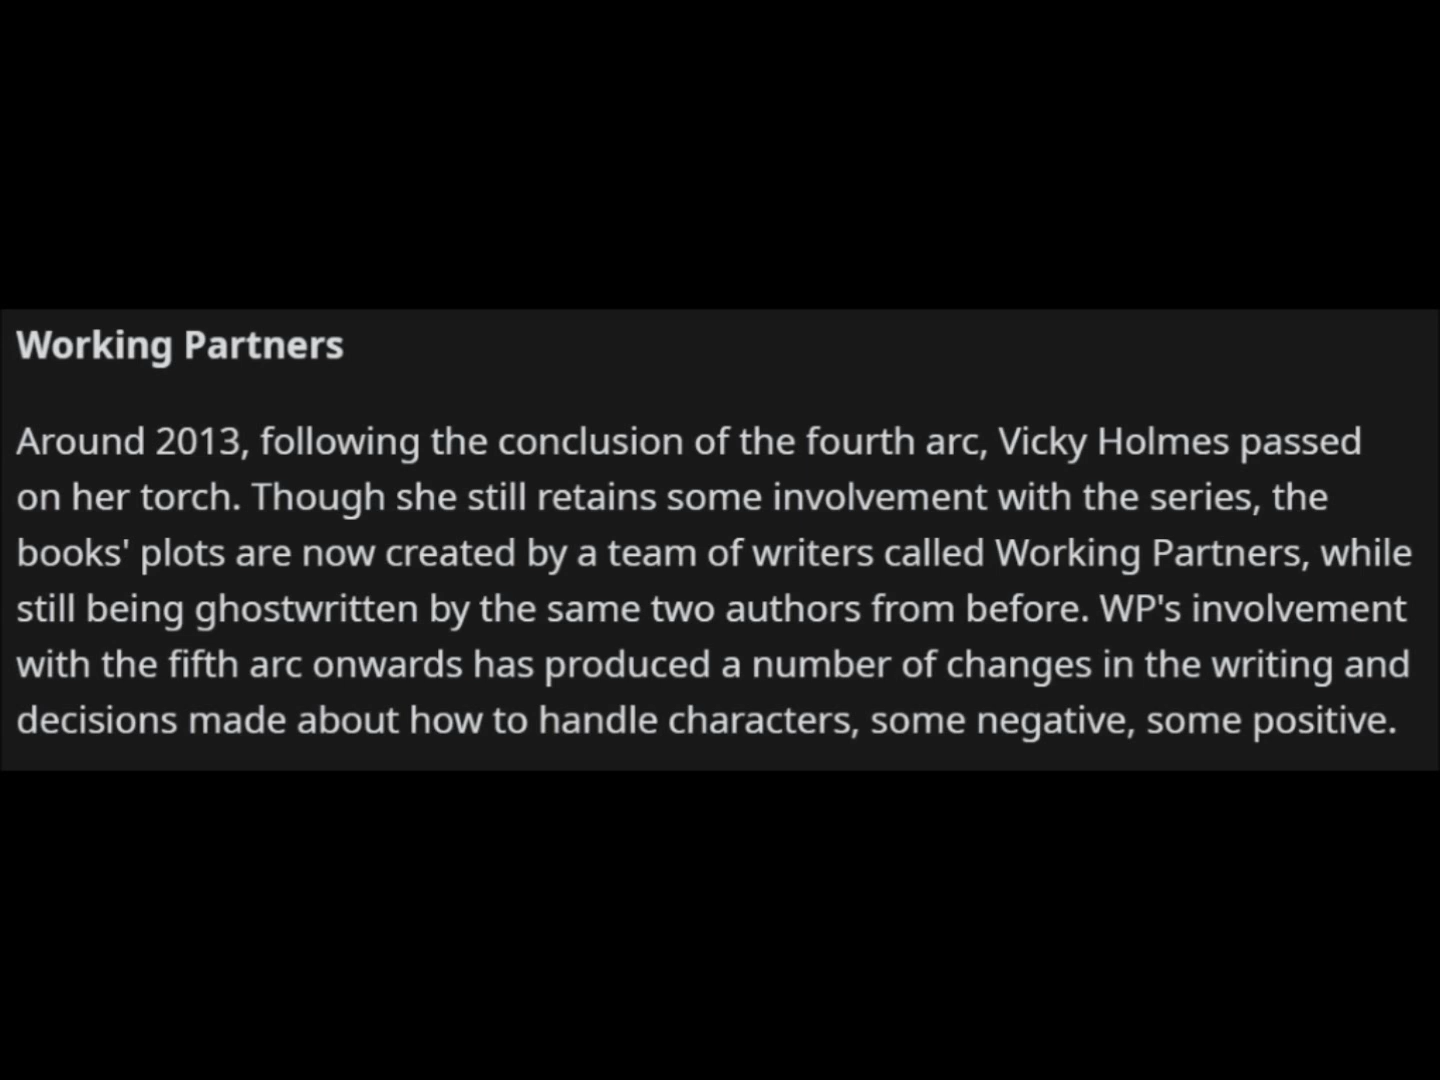 Working Partners
Around 2013, following the conclusion of the fourth arc, Vicky Holmes passed
on her torch. Though she still retains some involvement with the series, the
books' plots are now created by a team of writers called Working Partners, while
still being ghostwritten by the same two authors from before. WP's involvement
with the fifth arc onwards has produced a number of changes in the writing and
decisions made about how to handle characters, some negative, some positive.